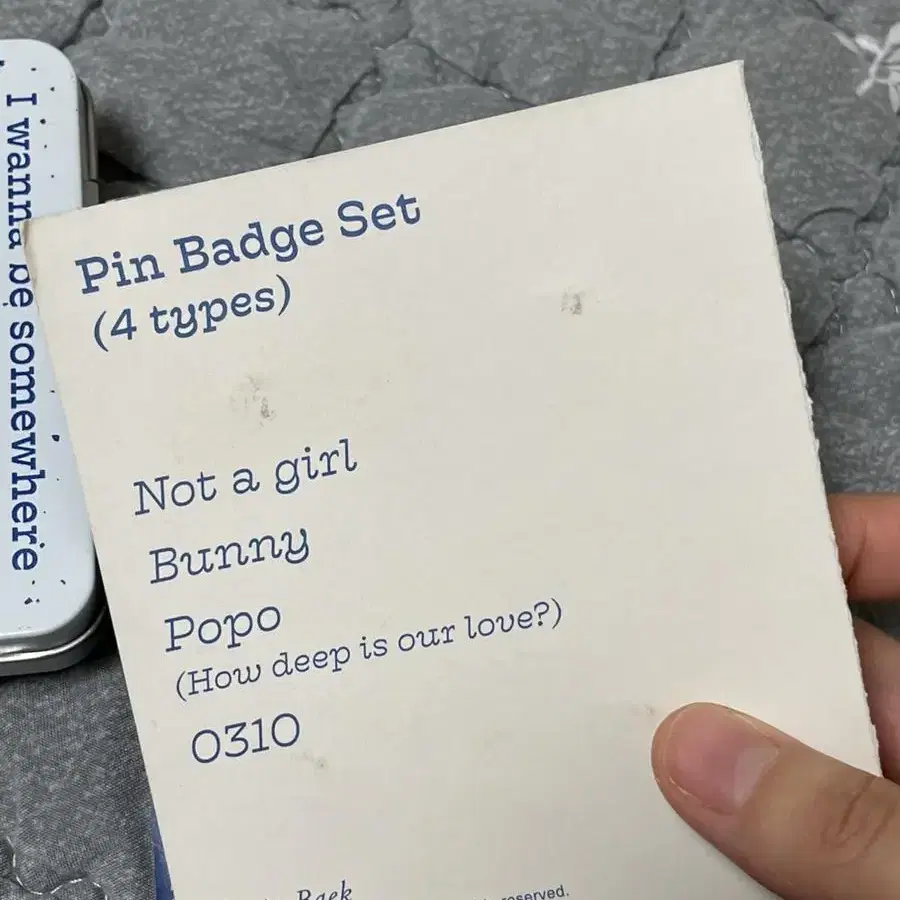 I wanna be somewhere
Pin Badge Set
(4 types)
Not a girl
Bunny
Popo
(How deep is our love?)
0310
Baek
reserved.